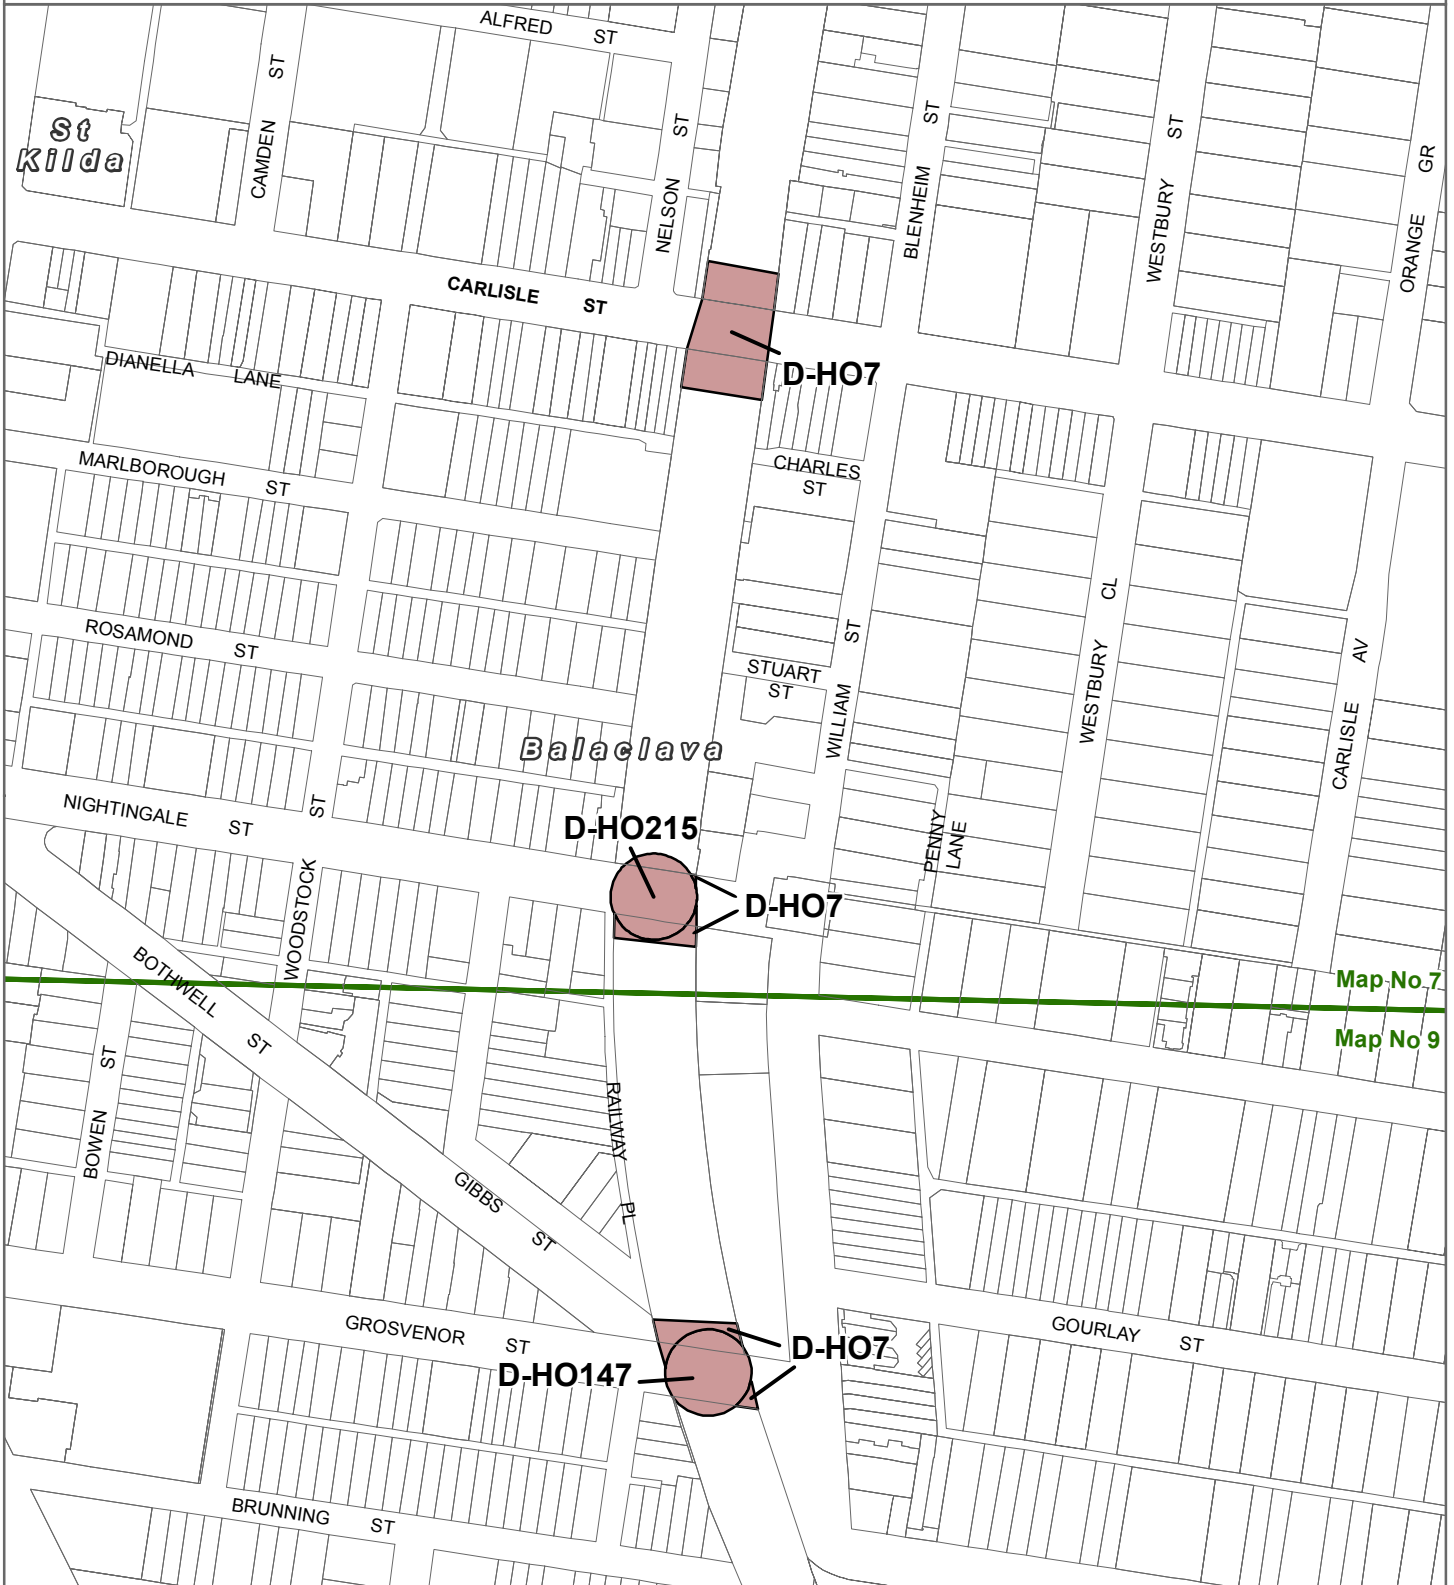 ALFRED ST
ST
CAMDEN
St
Kilda
ST
NELSON
ST
BLENHEIM
ST
WESTBURY
GR
ORANGE
CARLISLE ST
D-HO7
DIANELLA LANE
MARLBOROUGH ST
CHARLES
ST
ROSAMOND ST
STUART
ST
ST
WILLIAM
CL
WESTBURY
AV
CARLISLE
Balaclava
NIGHTINGALE ST
ST
WOODSTOCK
D-HO215
PENNY
LANE
D-HO7
BOTHWELL ST
Map No 7
Map No 9
ST
BOWEN
RAILWAY PL
GIBBS ST
GROSVENOR ST
D-HO7
D-HO147
GOURLAY ST
BRUNNING ST